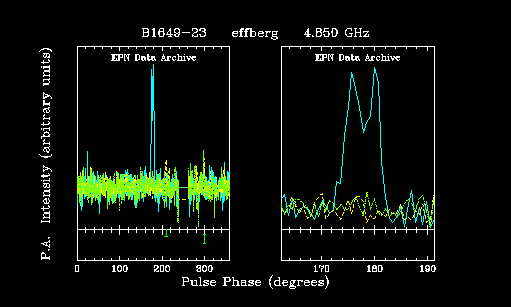 B1649-23 effberg 4.850 GHz
EPN Data Archive EPN Data Archive
P.A. Intensity (arbitrary units)
0 100 200 300 170 180 190
Pulse Phase (degrees)